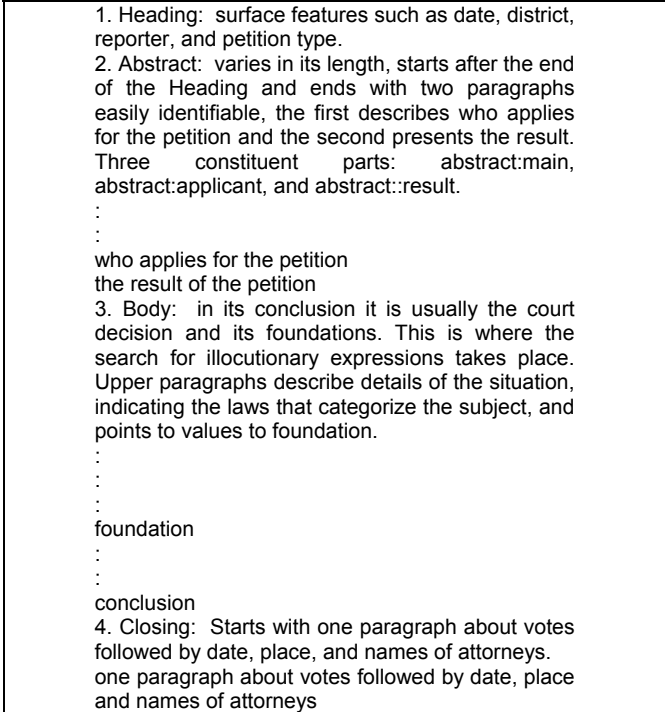 1. Heading: surface features such as date, district,
reporter, and petition type.
2. Abstract: varies in its length, starts after the end
of the Heading and ends with two paragraphs
easily identifiable, the first describes who applies
for the petition and the second presents the result.
Three constituent parts: abstract:main,
abstract:applicant, and abstract::result.
:
:
who applies for the petition
the result of the petition
3. Body: in its conclusion it is usually the court
decision and its foundations. This is where the
search for illocutionary expressions takes place.
Upper paragraphs describe details of the situation,
indicating the laws that categorize the subject, and
points to values to foundation.
:
:
:
foundation
:
:
conclusion
4. Closing: Starts with one paragraph about votes
followed by date, place, and names of attorneys.
one paragraph about votes followed by date, place
and names of attorneys